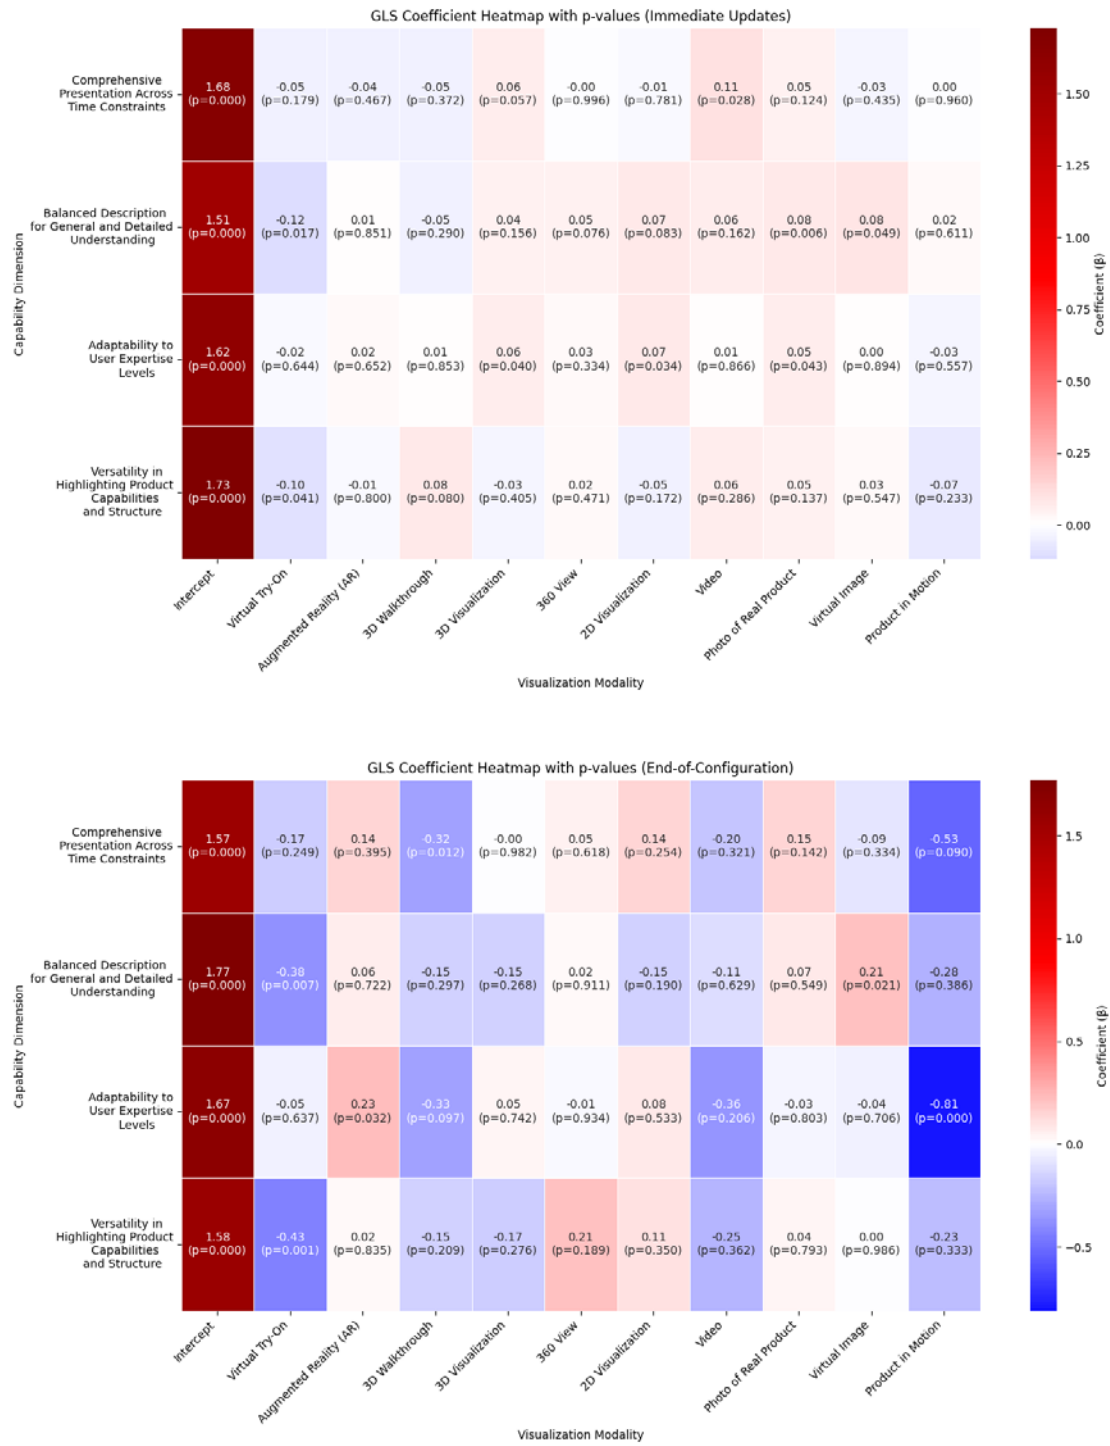 GLS Coefficient Heatmap with p-values (Immediate Updates)
Capability Dimension
Comprehensive
Presentation Across
Time Constraints
1.68 -0.05 -0.04 -0.05 0.06 -0.00 -0.01 0.11 0.05 -0.03 0.00
(p=0.000) (p=0.179) (p=0.467) (p=0.372) (p=0.057) (p=0.996) (p=0.781) (p=0.028) (p=0.124) (p=0.435) (p=0.960)
Balanced Description
for General and Detailed
Understanding
1.51 -0.12 0.01 -0.05 0.04 0.05 0.07 0.06 0.08 0.08 0.02
(p=0.000) (p=0.017) (p=0.851) (p=0.290) (p=0.156) (p=0.076) (p=0.083) (p=0.162) (p=0.006) (p=0.049) (p=0.611)
Adaptability to
User Expertise
Levels
1.62 -0.02 0.02 0.01 0.06 0.03 0.07 0.01 0.05 0.00 -0.03
(p=0.000) (p=0.644) (p=0.652) (p=0.853) (p=0.040) (p=0.334) (p=0.034) (p=0.866) (p=0.043) (p=0.894) (p=0.557)
Versatility in
Highlighting Product
Capabilities
and Structure
1.73 -0.10 -0.01 0.08 -0.03 0.02 -0.05 0.06 0.05 0.03 -0.07
(p=0.000) (p=0.041) (p=0.800) (p=0.080) (p=0.405) (p=0.471) (p=0.172) (p=0.286) (p=0.137) (p=0.547) (p=0.233)
Intercept
Virtual Try-On
Augmented Reality (AR)
3D Walkthrough
3D Visualization
360 View
2D Visualization
Video
Photo of Real Product
Virtual Image
Product in Motion
Visualization Modality
1.50
1.25
1.00
0.75
0.50
0.25
0.00
Coefficient (β)
GLS Coefficient Heatmap with p-values (End-of-Configuration)
Capability Dimension
Comprehensive
Presentation Across
Time Constraints
1.57 -0.17 0.14 -0.32 -0.00 0.05 0.14 -0.20 0.15 -0.09 -0.53
(p=0.000) (p=0.249) (p=0.395) (p=0.012) (p=0.982) (p=0.618) (p=0.254) (p=0.321) (p=0.142) (p=0.334) (p=0.090)
Balanced Description
for General and Detailed
Understanding
1.77 -0.38 0.06 -0.15 -0.15 0.02 -0.15 -0.11 0.07 0.21 -0.28
(p=0.000) (p=0.007) (p=0.722) (p=0.297) (p=0.268) (p=0.911) (p=0.190) (p=0.629) (p=0.549) (p=0.021) (p=0.386)
Adaptability to
User Expertise
Levels
1.67 -0.05 0.23 -0.33 0.05 -0.01 0.08 -0.36 -0.03 -0.04 -0.81
(p=0.000) (p=0.637) (p=0.032) (p=0.097) (p=0.742) (p=0.934) (p=0.533) (p=0.206) (p=0.803) (p=0.706) (p=0.000)
Versatility in
Highlighting Product
Capabilities
and Structure
1.58 -0.43 0.02 -0.15 -0.17 0.21 0.11 -0.25 0.04 0.00 -0.23
(p=0.000) (p=0.001) (p=0.835) (p=0.209) (p=0.276) (p=0.189) (p=0.350) (p=0.362) (p=0.793) (p=0.986) (p=0.333)
Intercept
Virtual Try-On
Augmented Reality (AR)
3D Walkthrough
3D Visualization
360 View
2D Visualization
Video
Photo of Real Product
Virtual Image
Product in Motion
Visualization Modality
1.5
1.0
0.5
0.0
−0.5
Coefficient (β)